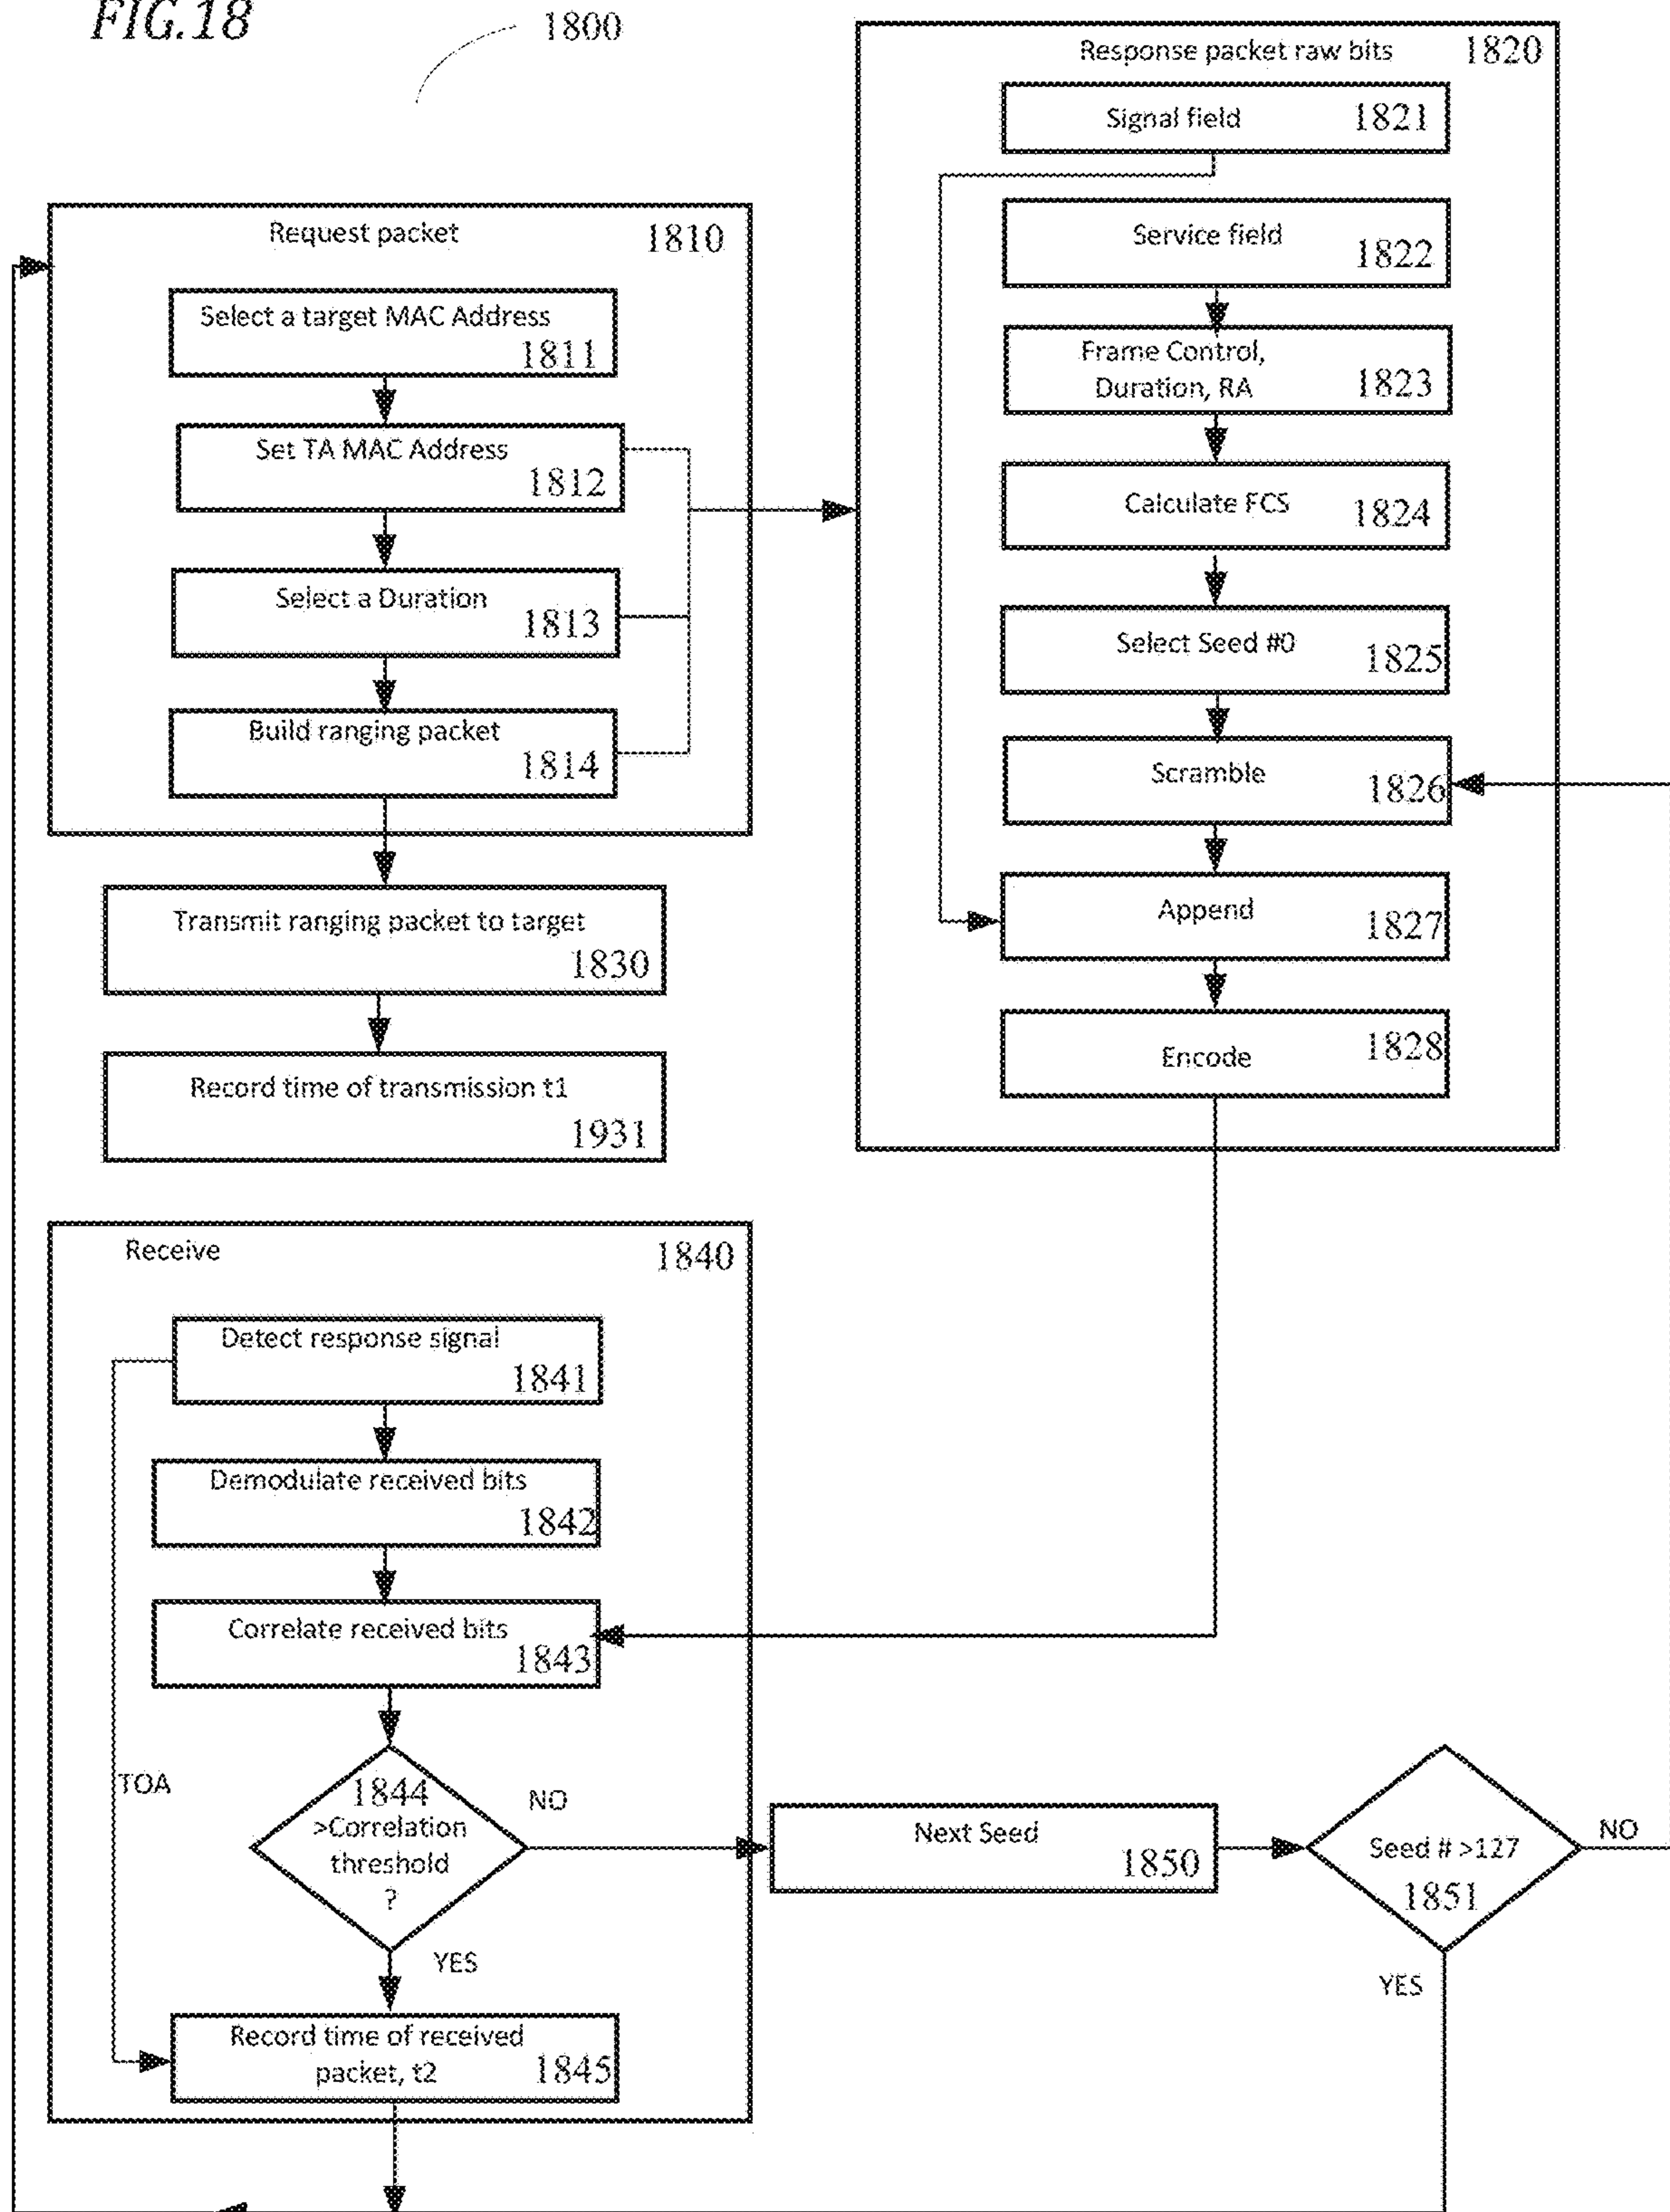 FIG.18
1800
Request packet 1810
Select a target MAC Address
1811
Set TA MAC Address
1812
Select a Duration
1813
Build ranging packet
1814
Transmit ranging packet to target
1830
Record time of transmission t1
1931
Response packet raw bits 1820
Signal field 1821
Service field
1822
Frame Control,
Duration, RA 1823
Calculate FCS 1824
Select Seed #0 1825
Scramble 1826
Append 1827
Encode 1828
Receive 1840
Detect response signal
1841
Demodulate received bits
1842
Correlate received bits
1843
TOA
1844
>Correlation
threshold
?
NO
YES
Record time of received
packet, t2 1845
Next Seed
1850
Seed # >127
1851
NO
YES